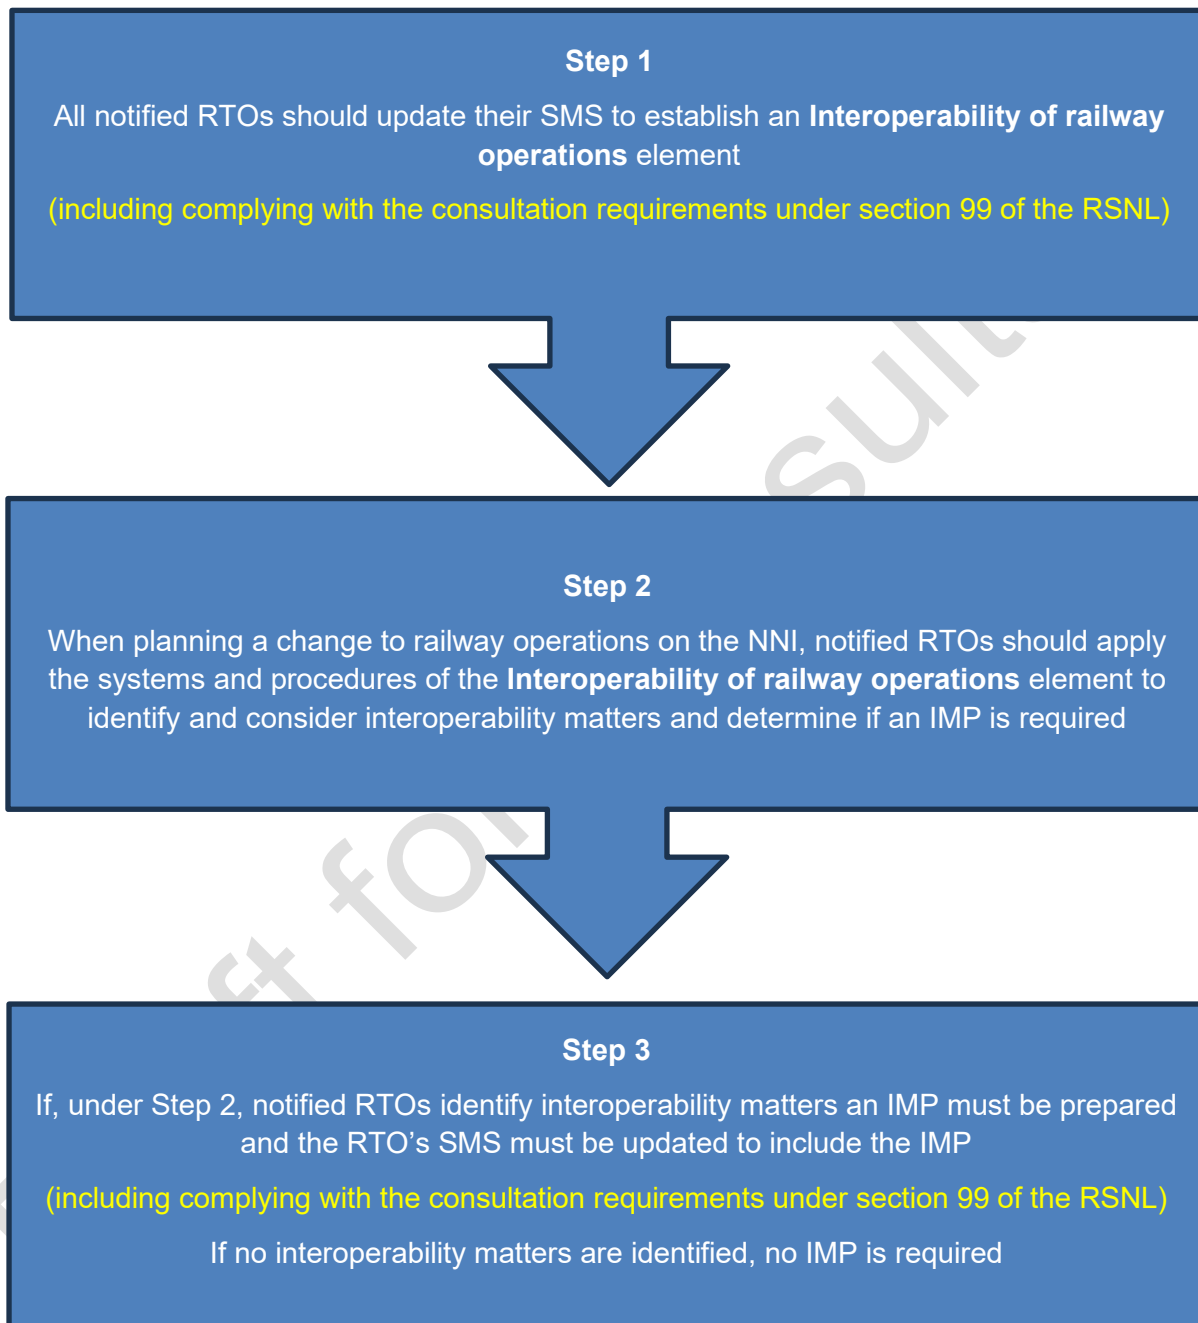 Step 1
All notified RTOs should update their SMS to establish an Interoperability of railway
operations element
(including complying with the consultation requirements under section 99 of the RSNL)
Step 2
When planning a change to railway operations on the NNI, notified RTOs should apply
the systems and procedures of the Interoperability of railway operations element to
identify and consider interoperability matters and determine if an IMP is required
Step 3
If, under Step 2, notified RTOs identify interoperability matters an IMP must be prepared
and the RTO’s SMS must be updated to include the IMP
(including complying with the consultation requirements under section 99 of the RSNL)
If no interoperability matters are identified, no IMP is required